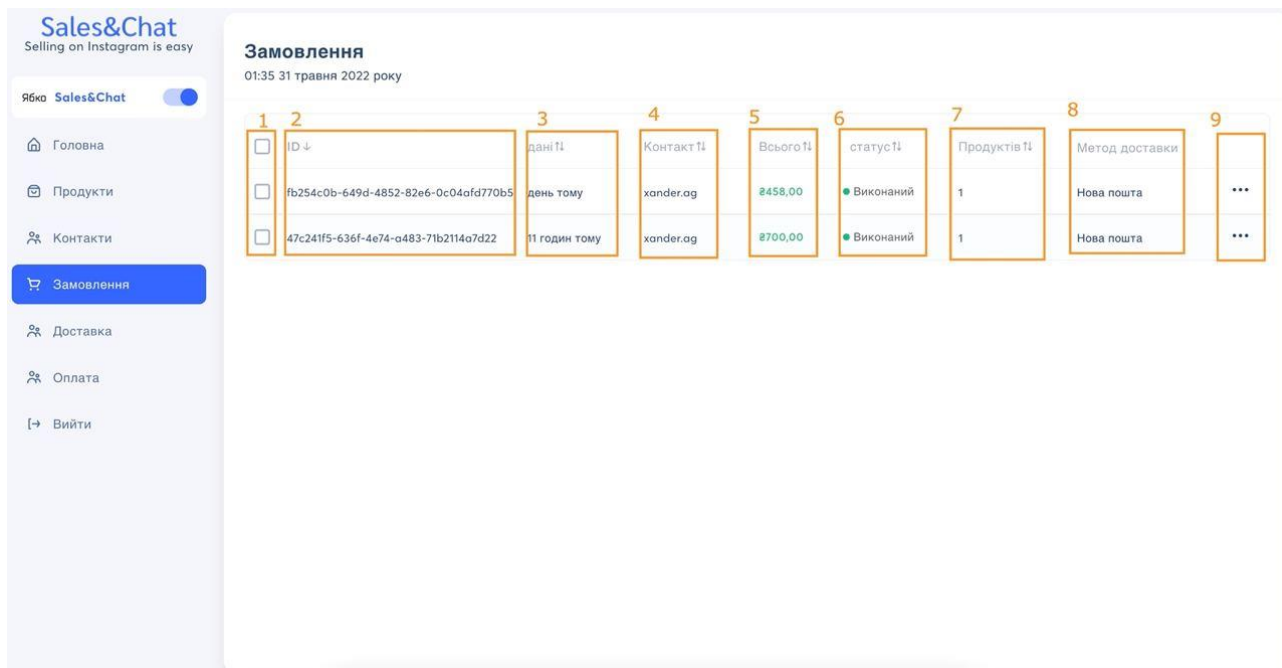 Sales&Chat
Selling on Instagram is easy
Ябко Sales&Chat
Головна
Продукти
Контакти
Замовлення
Доставка
Оплата
Вийти
Замовлення
01:35 31 травня 2022 року
1 2 3 4 5 6 7 8 9
ID↓ дані↑↓ Контакт↑↓ Всього↑↓ статус↑↓ Продуктів↑↓ Метод доставки
fb254c0b-649d-4852-82e6-0c04afd770b5 день тому xander.ag ₴458,00 Виконаний 1 Нова пошта •••
47c241f5-636f-4e74-a483-71b2114a7d22 11 годин тому xander.ag ₴700,00 Виконаний 1 Нова пошта •••